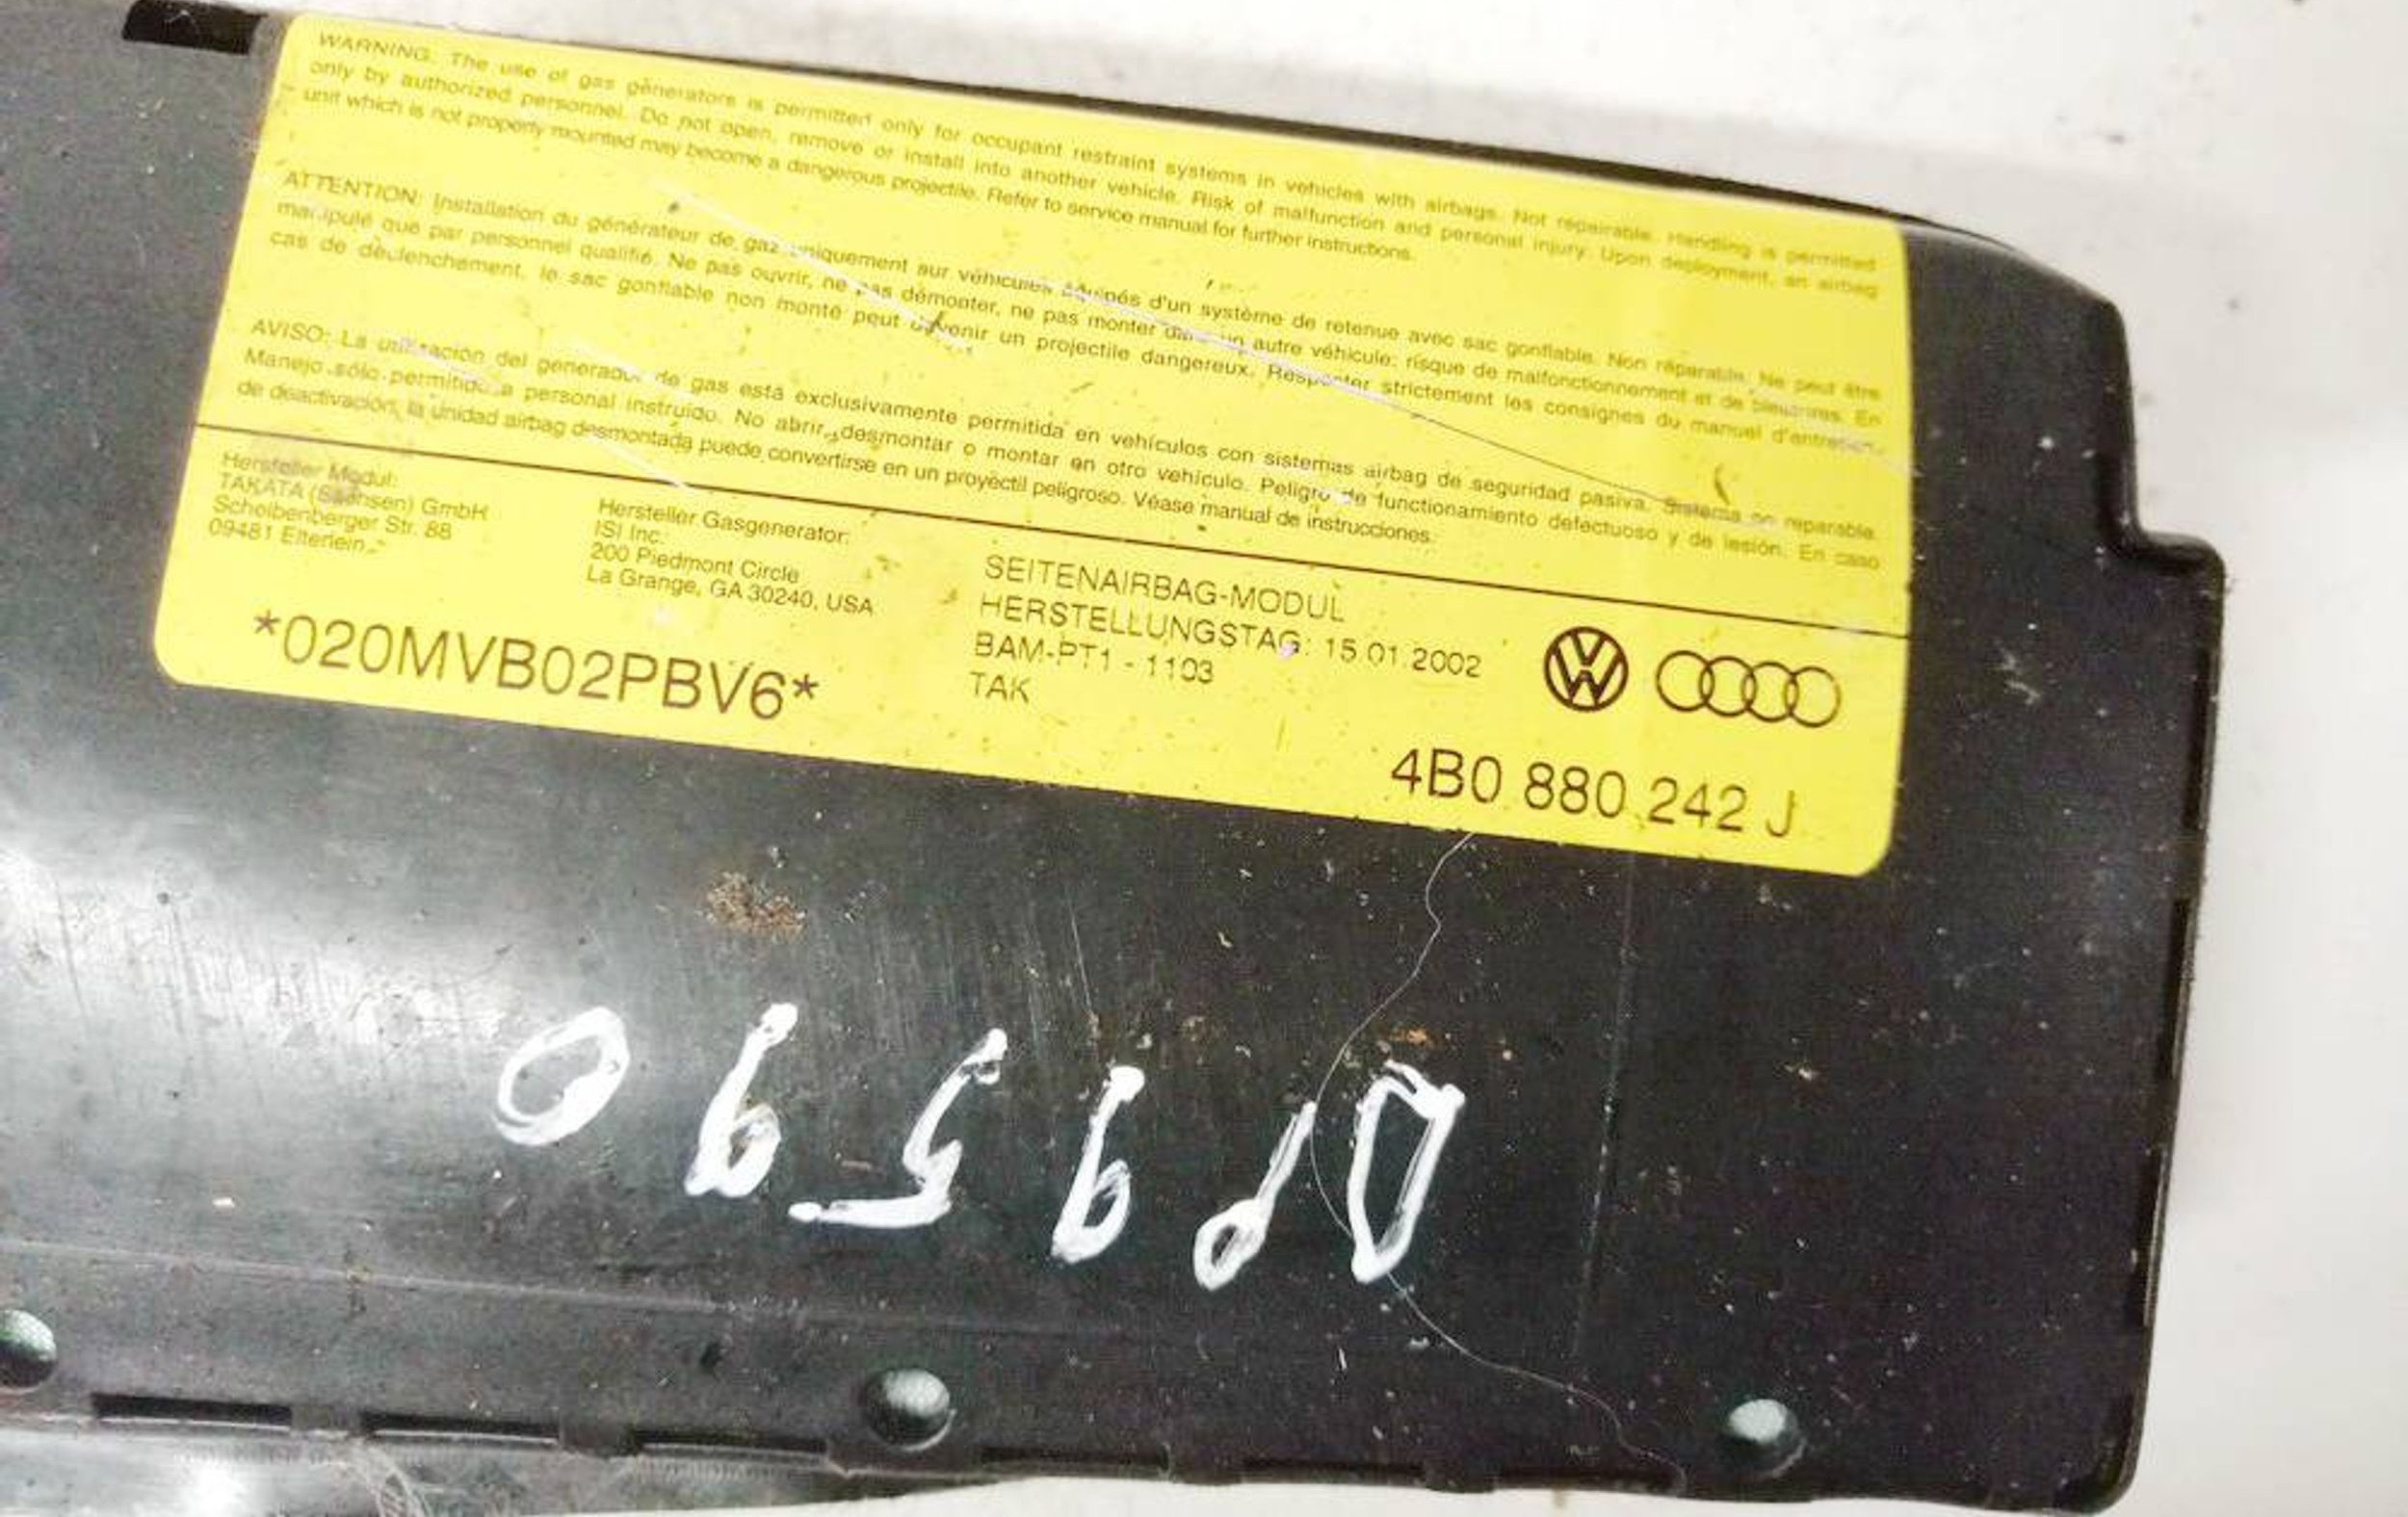 WARNING. The use of gas generators is permitted only for occupant restraint systems in vehicles with airbags. Not repairable. Handling is permitted
only by authorized personnel. Do not open, remove or install into another vehicle. Risk of malfunction and personal injury. Upon deployment, an airbag
unit which is not properly mounted may become a dangerous projectile. Refer to service manual for further instructions.
ATTENTION: Installation du générateur de gaz uniquement sur véhicules équipés d'un système de retenue avec sac gonflable. Non réparable. Ne peut être
manipulé que par personnel qualifié. Ne pas ouvrir, ne pas démonter, ne pas monter dans un autre véhicule: risque de malfonctionnement et de blessures. En
cas de déclenchement, le sac gonflable non monté peut devenir un projectile dangereux. Respecter strictement les consignes du manuel d'entretien.
AVISO: La utilización del generador de gas está exclusivamente permitida en vehículos con sistemas airbag de seguridad pasiva. Sistema no reparable.
Manejo sólo permitido a personal instruído. No abrir, desmontar o montar en otro vehículo. Peligro de functionamiento defectuoso y de lesión. En caso
de deactivación, la unidad airbag desmontada puede convertirse en un proyéctil peligroso. Véase manual de instrucciones.
Hersteller Modul:
TAKATA (Sachsen) GmbH
Scheibenberger Str. 88
09481 Elterlein
Hersteller Gasgenerator:
ISI Inc.
200 Piedmont Circle
La Grange, GA 30240, USA
*020MVB02PBV6*
SEITENAIRBAG-MODUL
HERSTELLUNGSTAG: 15.01.2002
BAM-PT1 - 1103
TAK
4B0 880 242 J